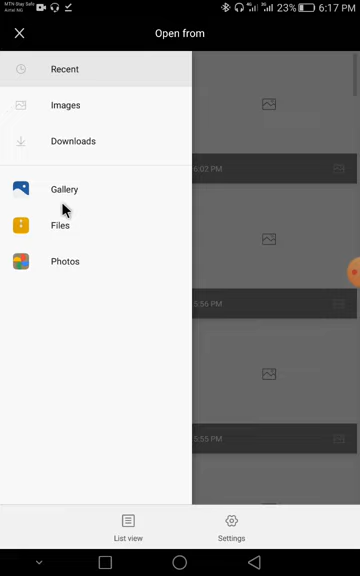 MTN-Stay Safe
Airtel NG
23%
6:17 PM
Open from
Recent
Images
Downloads
Gallery
Files
Photos
6:02 PM
5:56 PM
5:55 PM
List view
Settings